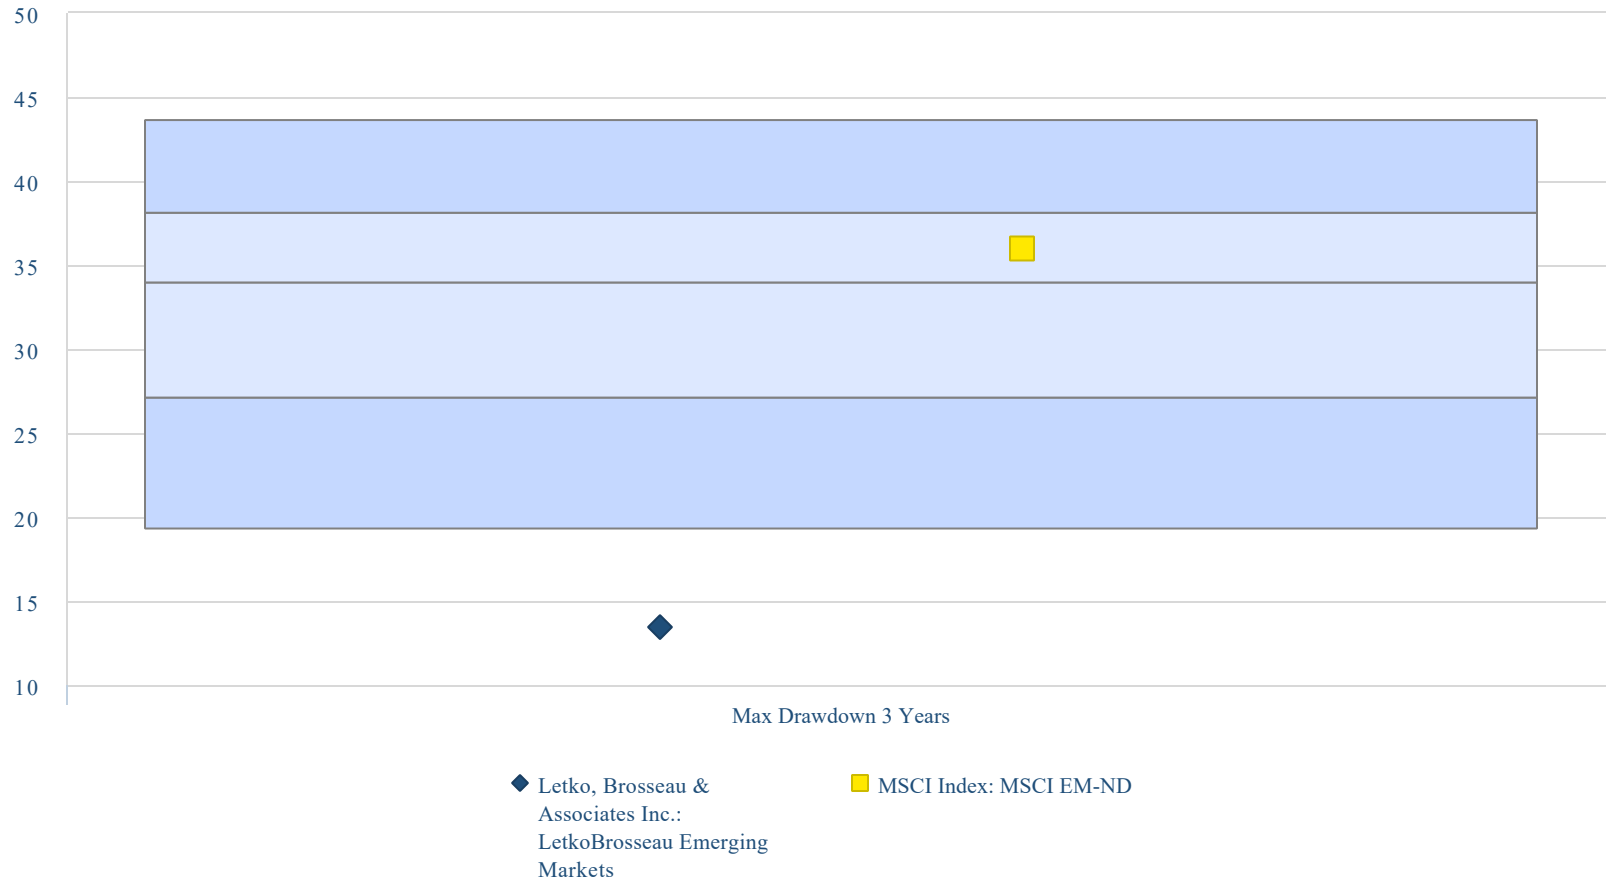 50
45
40
35
30
25
20
15
10
Max Drawdown 3 Years
Letko, Brosseau &
Associates Inc.:
LetkoBrosseau Emerging
Markets
MSCI Index: MSCI EM-ND